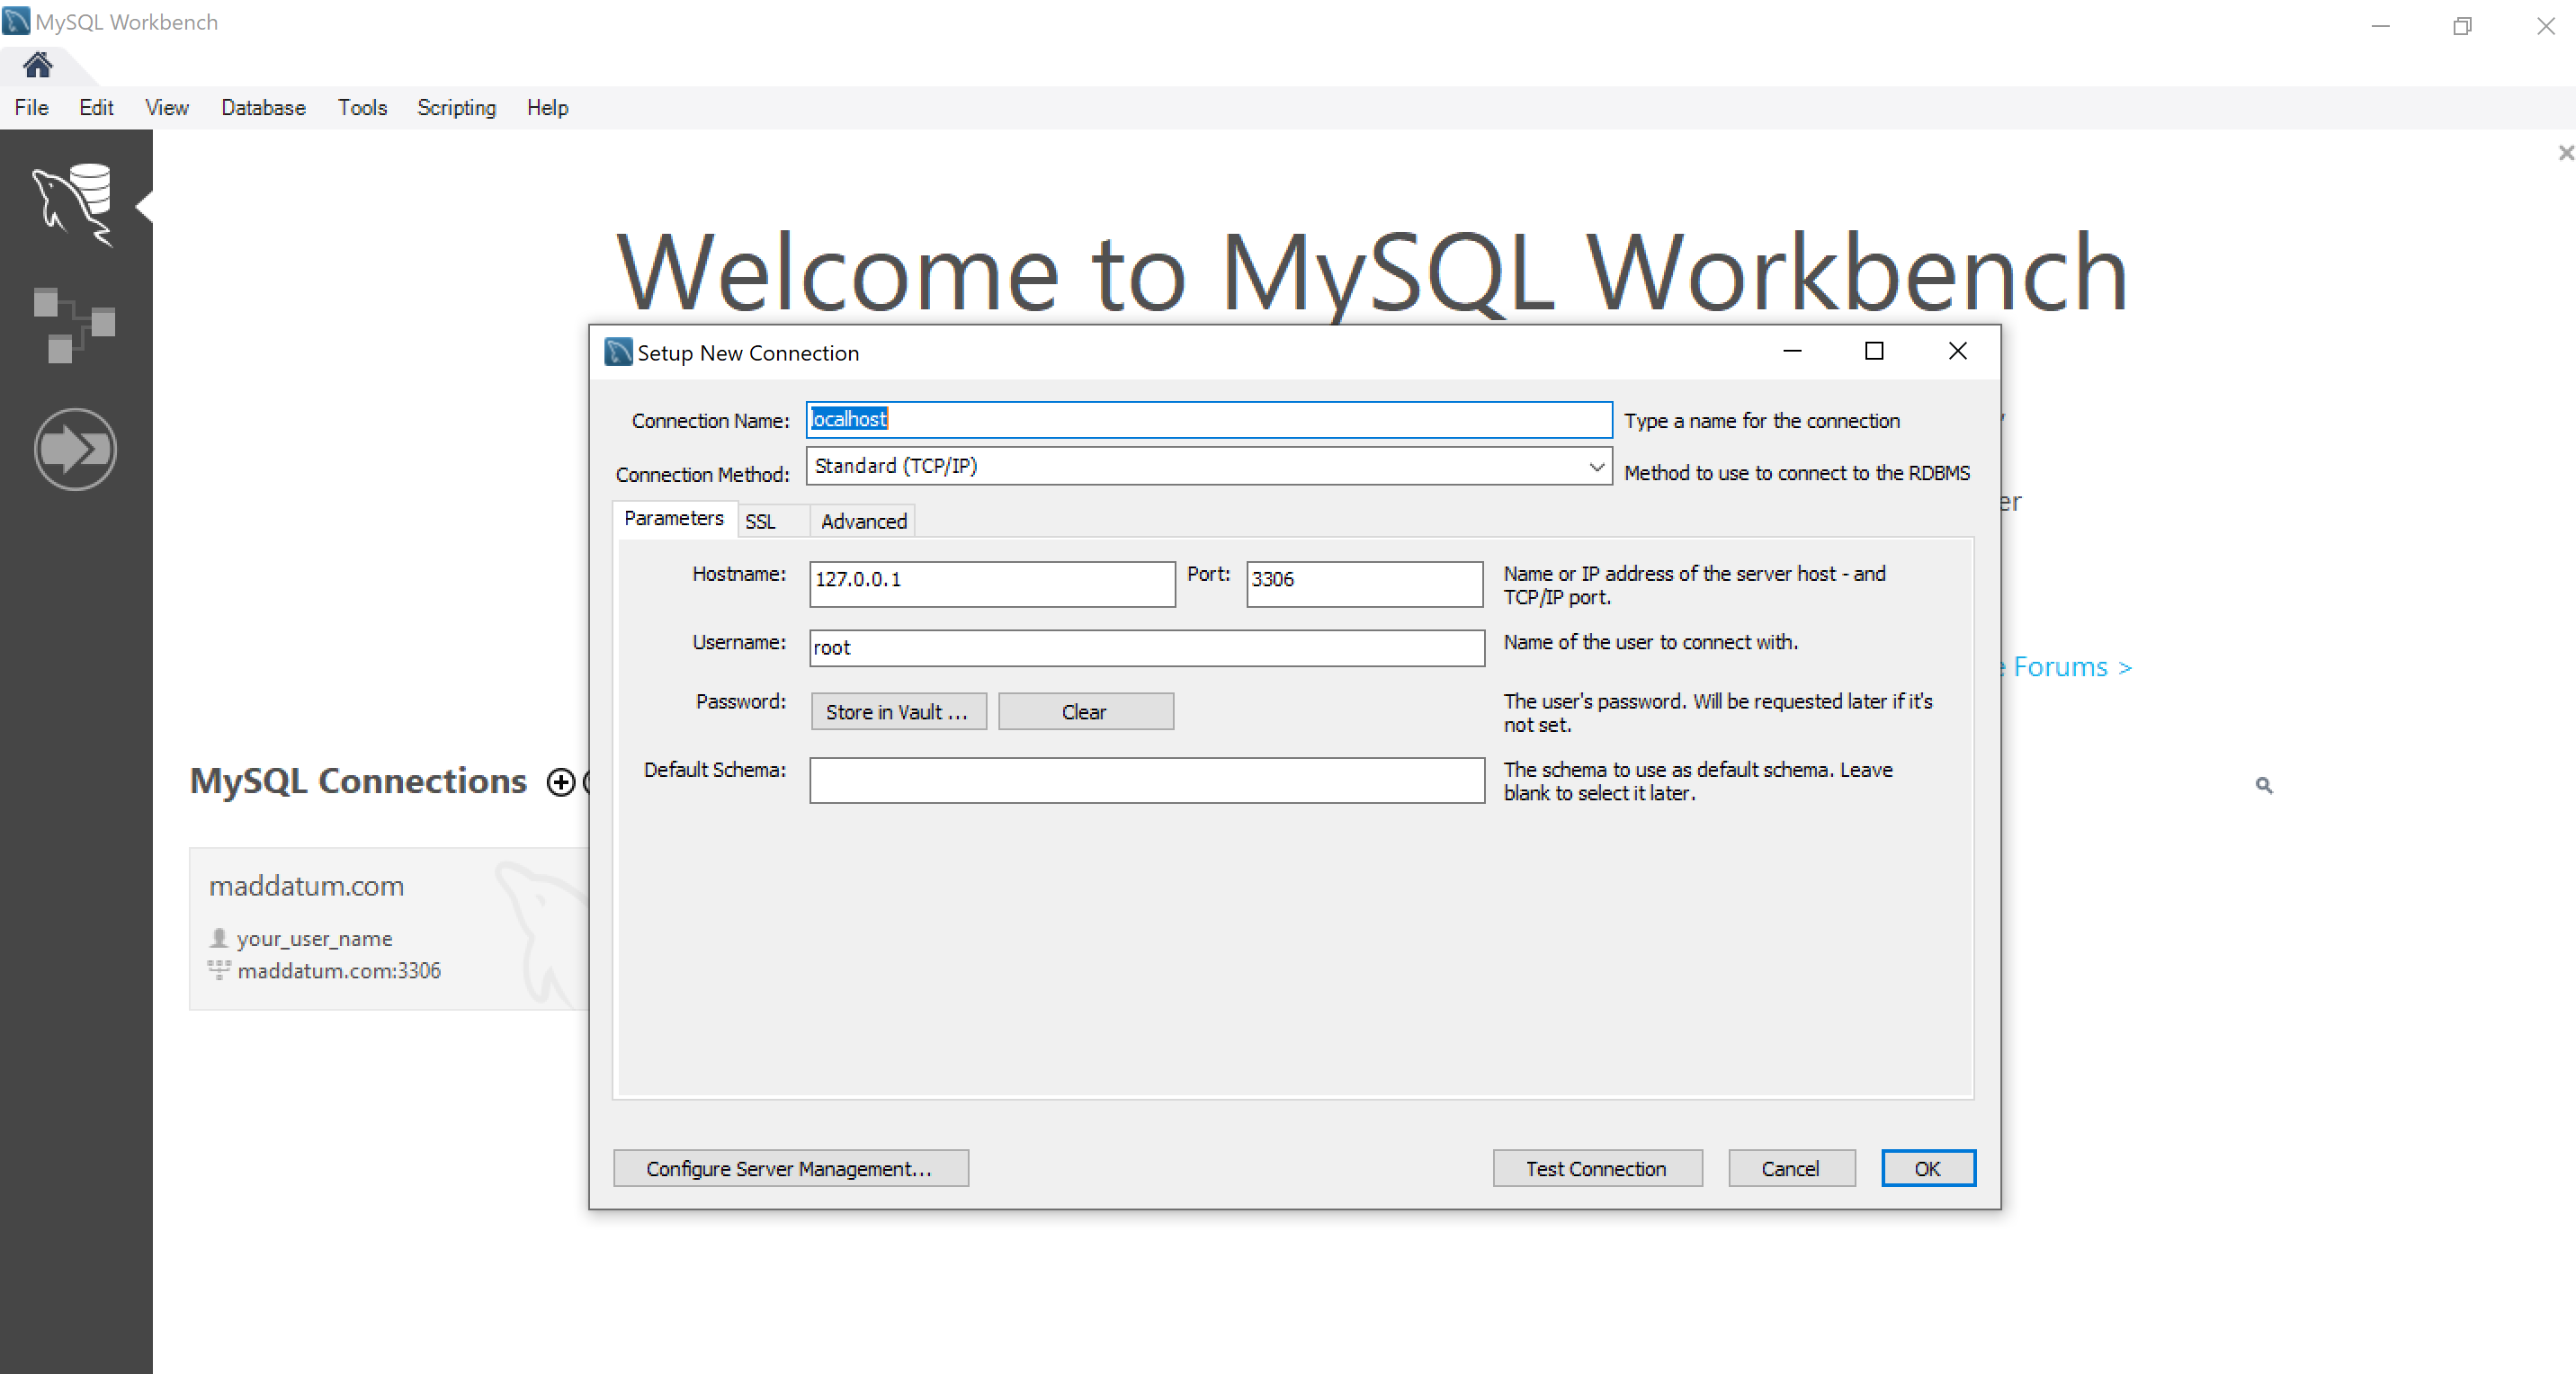 MySQL Workbench
File Edit View Database Tools Scripting Help
Welcome to MySQL Workbench
Setup New Connection
Connection Name: localhost Type a name for the connection
Connection Method: Standard (TCP/IP) Method to use to connect to the RDBMS
Parameters SSL Advanced
Hostname: 127.0.0.1 Port: 3306 Name or IP address of the server host - and
TCP/IP port.
Username: root Name of the user to connect with.
Password: Store in Vault ... Clear The user's password. Will be requested later if it's
not set.
Default Schema: The schema to use as default schema. Leave
blank to select it later.
Configure Server Management... Test Connection Cancel OK
er
e Forums >
MySQL Connections
maddatum.com
your_user_name
maddatum.com:3306